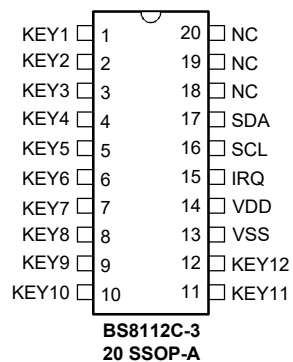 KEY1 1 20 NC
KEY2 2 19 NC
KEY3 3 18 NC
KEY4 4 17 SDA
KEY5 5 16 SCL
KEY6 6 15 IRQ
KEY7 7 14 VDD
KEY8 8 13 VSS
KEY9 9 12 KEY12
KEY10 10 11 KEY11
BS8112C-3
20 SSOP-A